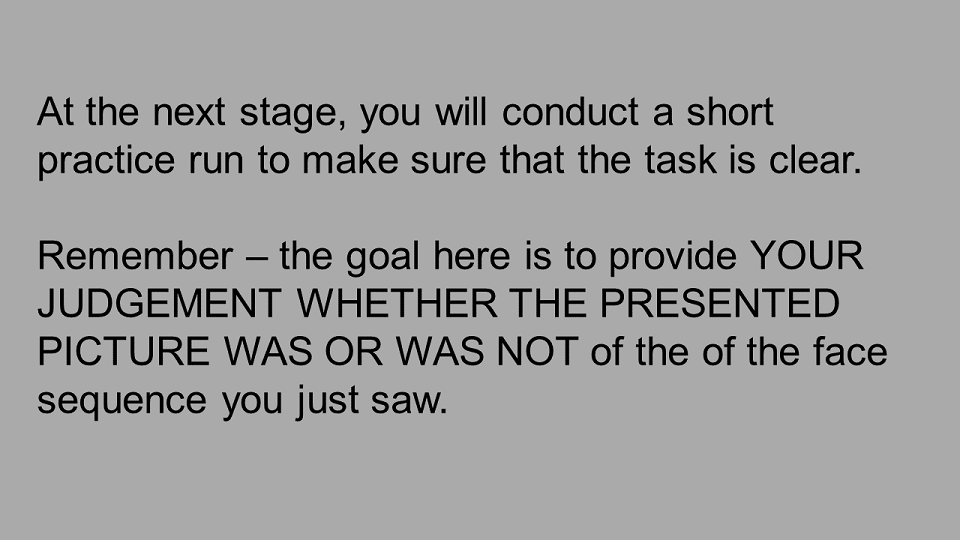 At the next stage, you will conduct a short
practice run to make sure that the task is clear.
Remember – the goal here is to provide YOUR
JUDGEMENT WHETHER THE PRESENTED
PICTURE WAS OR WAS NOT of the of the face
sequence you just saw.